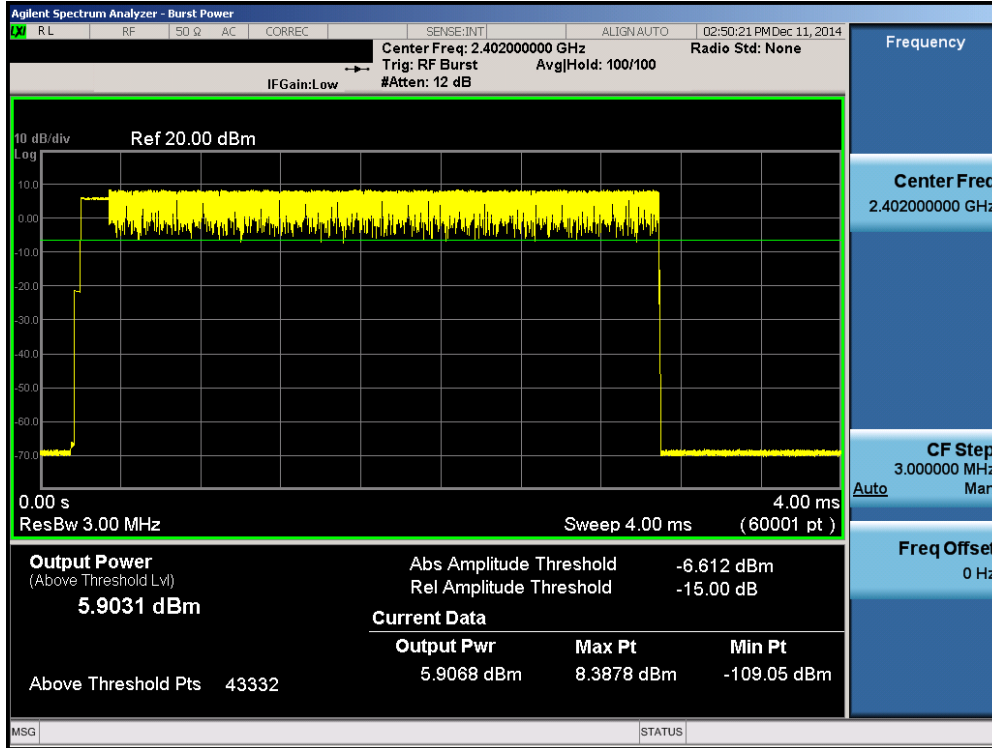 Agilent Spectrum Analyzer - Burst Power
LXI RL RF 50 Ω AC CORREC SENSE:INT ALIGN AUTO 02:50:21 PM Dec 11, 2014
Center Freq: 2.402000000 GHz Radio Std: None
Trig: RF Burst Avg|Hold: 100/100
IFGain:Low #Atten: 12 dB
Frequency
10 dB/div Ref 20.00 dBm
Log
10.0
0.00
-10.0
-20.0
-30.0
-40.0
-50.0
-60.0
-70.0
0.00 s 4.00 ms
ResBw 3.00 MHz Sweep 4.00 ms (60001 pt)
Center Freq
2.402000000 GHz
CF Step
3.000000 MHz
Auto Man
Freq Offset
0 Hz
Output Power
(Above Threshold Lvl)
5.9031 dBm
Above Threshold Pts 43332
Abs Amplitude Threshold -6.612 dBm
Rel Amplitude Threshold -15.00 dB
Current Data
Output Pwr Max Pt Min Pt
5.9068 dBm 8.3878 dBm -109.05 dBm
MSG STATUS